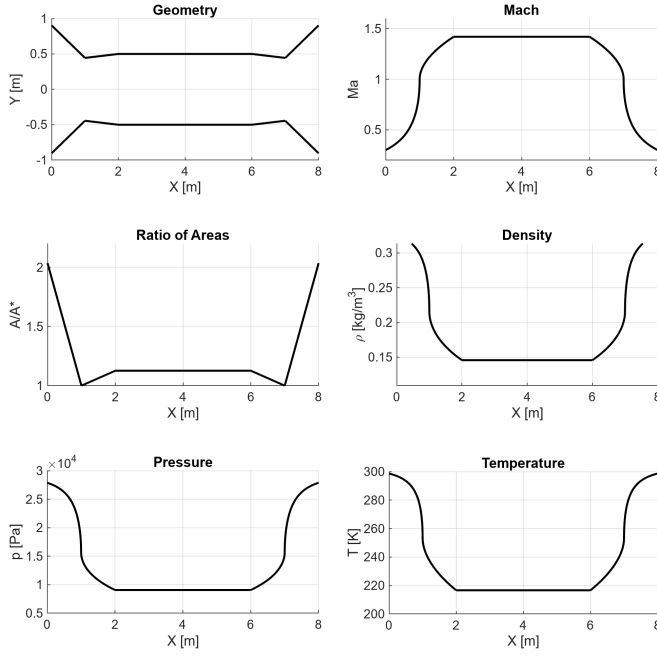 Geometry
1
0.5
0
-0.5
-1
Y [m]
0 2 4 6 8
X [m]
Mach
1.5
1
0.5
Ma
0 2 4 6 8
X [m]
Ratio of Areas
2
1.5
1
A/A*
0 2 4 6 8
X [m]
Density
0.3
0.25
0.2
0.15
ρ [kg/m³]
0 2 4 6 8
X [m]
Pressure
×10⁴
3
2.5
2
1.5
1
0.5
p [Pa]
0 2 4 6 8
X [m]
Temperature
300
280
260
240
220
200
T [K]
0 2 4 6 8
X [m]